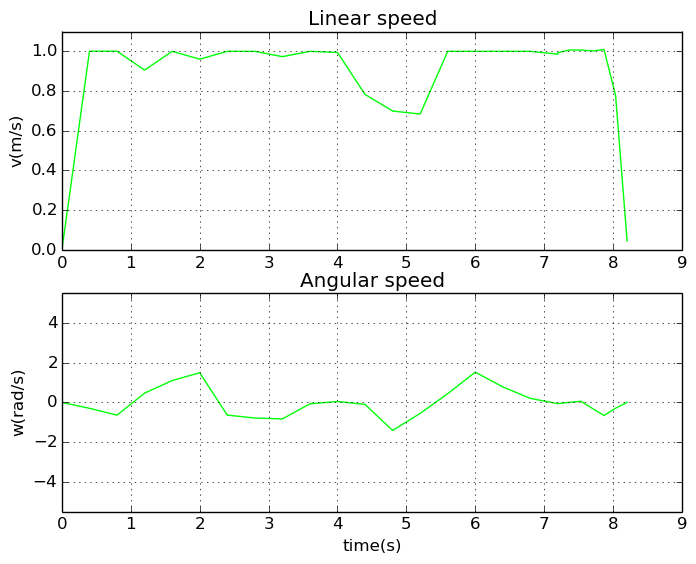 Linear speed
1.0
0.8
0.6
0.4
0.2
0.0
v(m/s)
0 1 2 3 4 5 6 7 8 9
Angular speed
4
2
0
−2
−4
w(rad/s)
0 1 2 3 4 5 6 7 8 9
time(s)